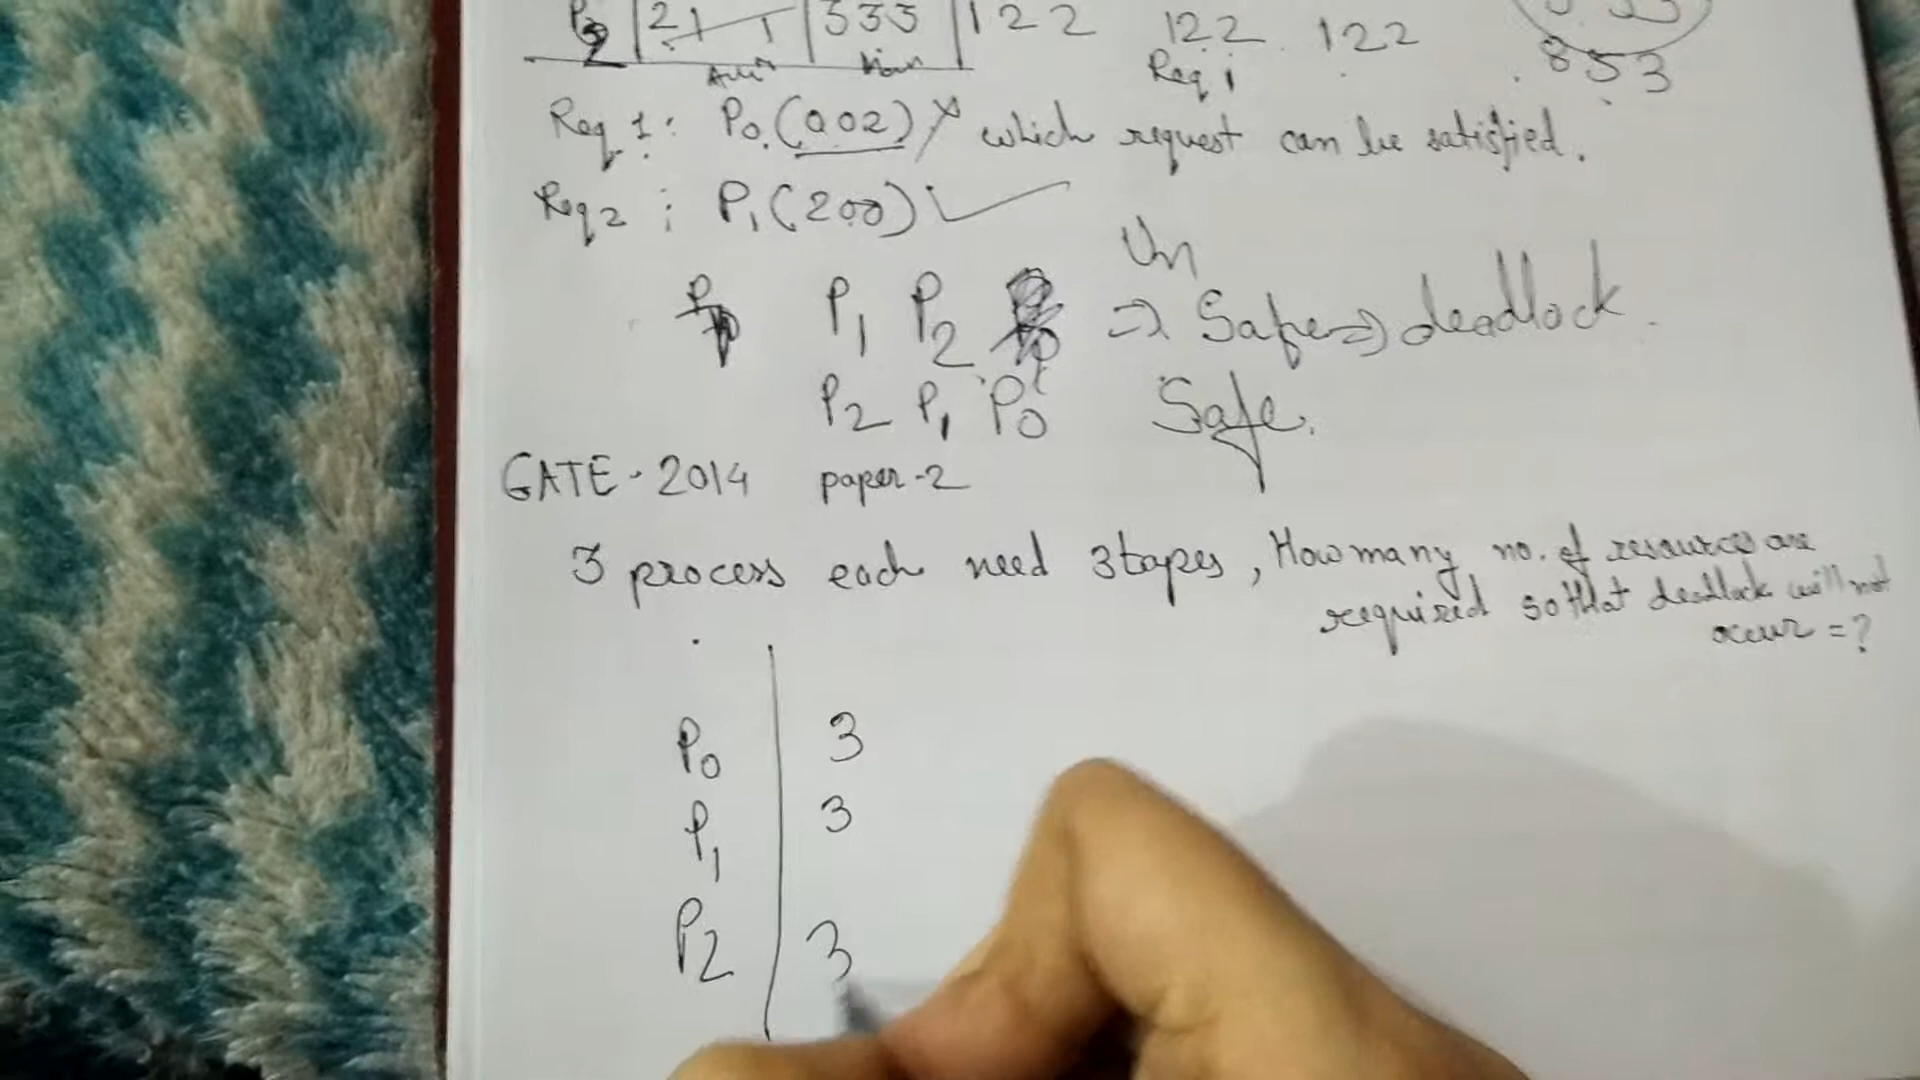 P2 | 2 1 1 | 3 3 3 | 1 2 2 1 2 2 1 2 2
8 5 3
Req 1
Req 1: P0 (0 0 2) x which request can be satisfied.
Req 2 : P1 (2 0 0) ✓
Un
P1 P2 => Safe => deadlock.
P2 P1 P0 Safe.
GATE - 2014 paper-2
3 process each need 3 tapes, How many no. of resources are
required so that deadlock will not
occur = ?
P0 | 3
P1 | 3
P2 | 3